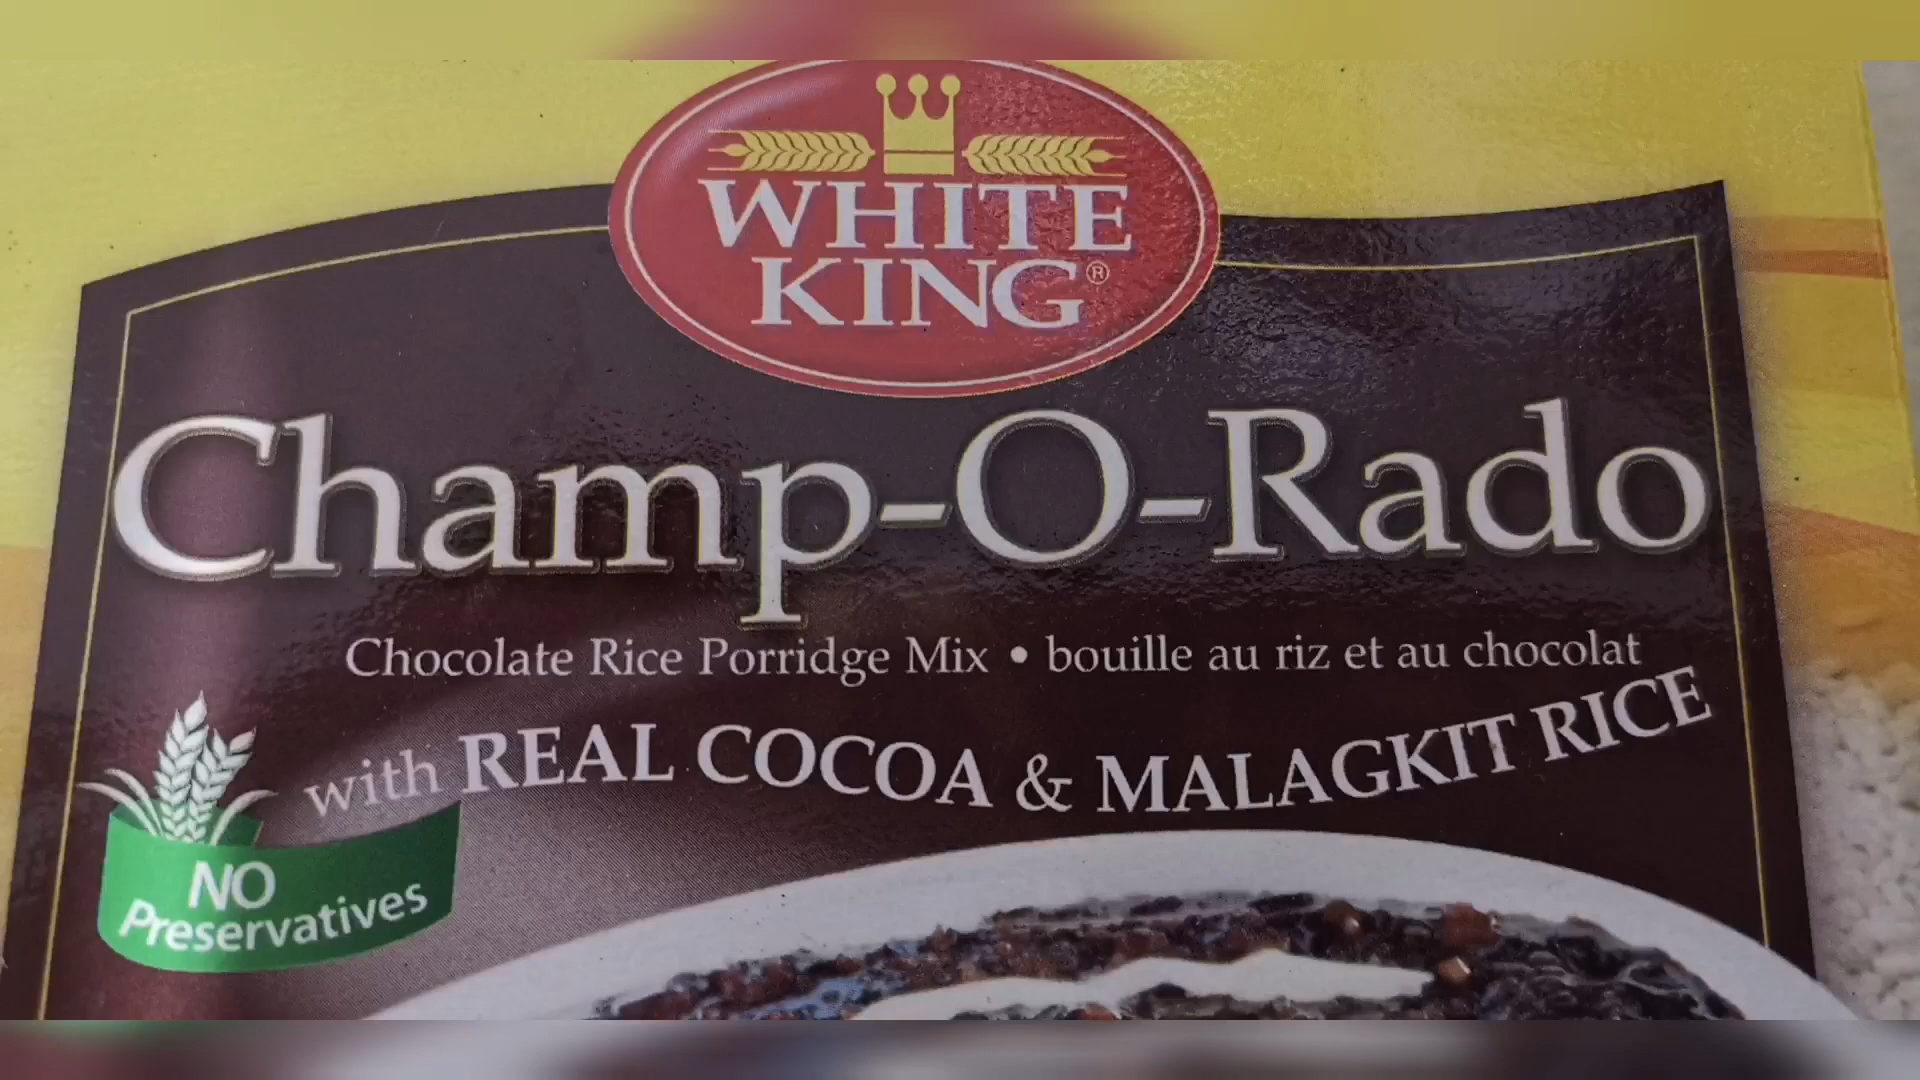 WHITE
KING®
Champ-O-Rado
Chocolate Rice Porridge Mix • bouille au riz et au chocolat
with REAL COCOA & MALAGKIT RICE
NO
Preservatives